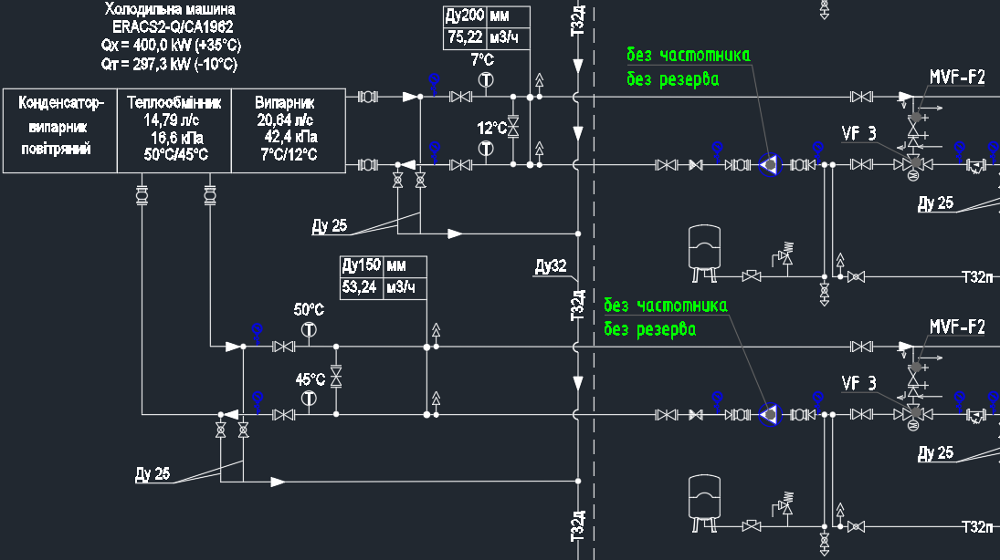 Холодильна машина
ERACS2-Q/CA1962
Qx = 400,0 kW (+35°C)
Qт = 297,3 kW (-10°C)
Конденсатор-
випарник
повітряний
Теплообмінник
14,79 л/с
16,6 кПа
50°C/45°C
Випарник
20,64 л/с
42,4 кПа
7°C/12°C
Ду200 мм
75,22 м3/ч
7°C
12°C
Т32д
без частотника
без резерва
MVF-F2
VF 3
M
Ду 25
Ду 25
Ду32
Т32п
Ду150 мм
53,24 м3/ч
50°C
45°C
Т32д
без частотника
без резерва
MVF-F2
VF 3
M
Ду 25
Ду 25
Т32д
Т32п